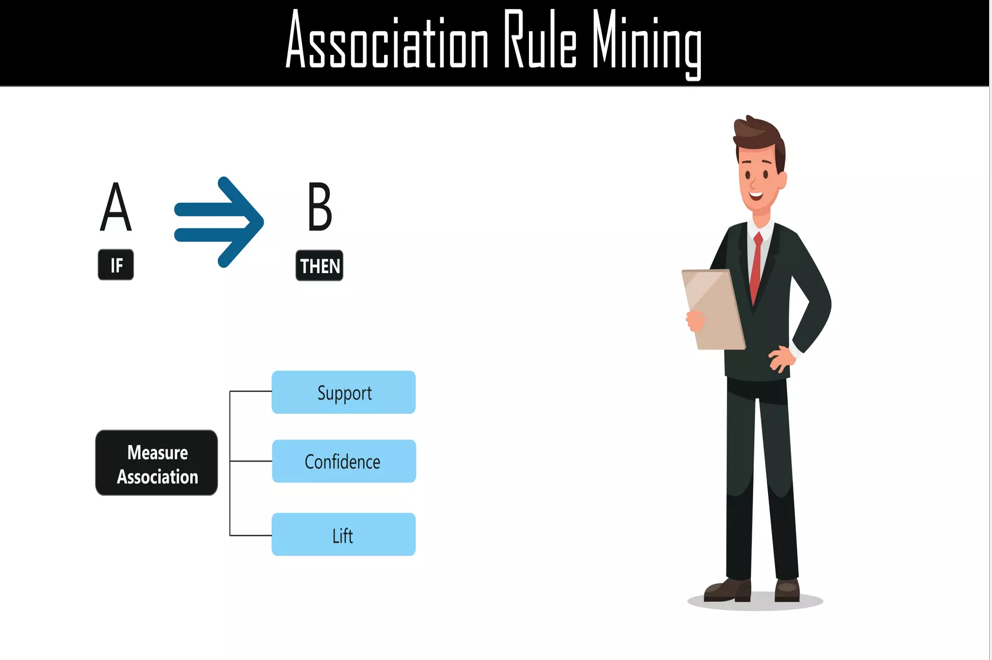 Association Rule Mining
A
B
IF
THEN
Support
Measure
Association
Confidence
Lift